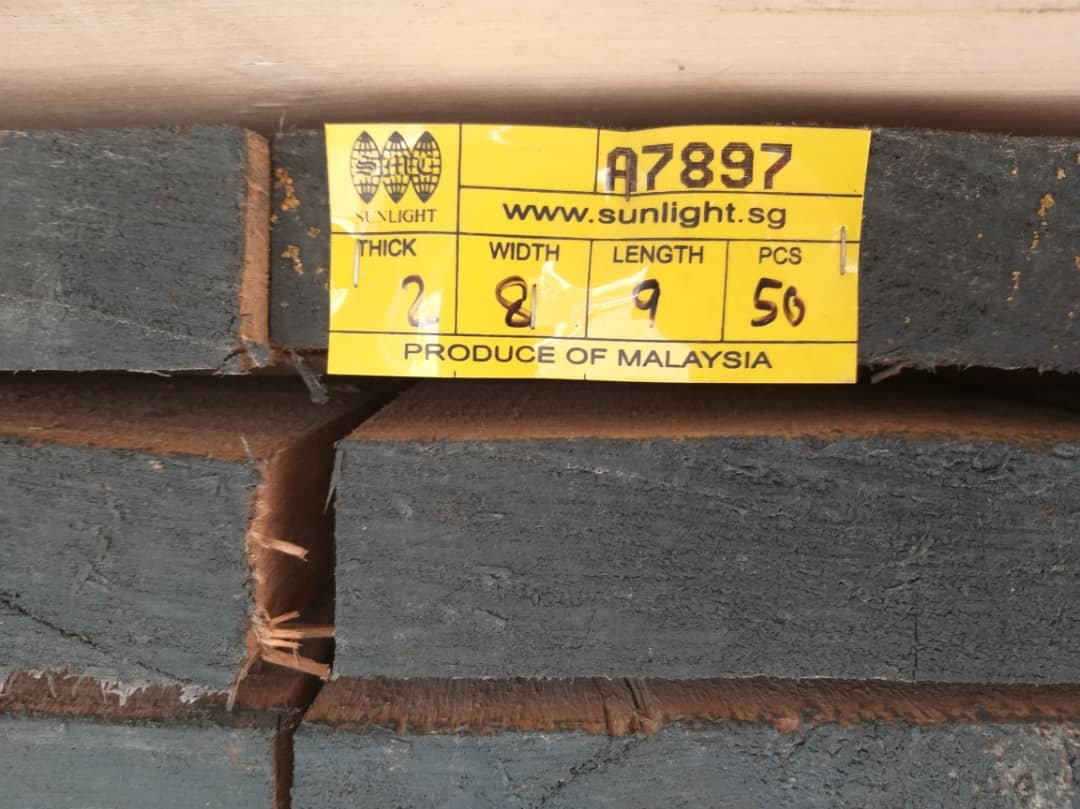 SMC
SUNLIGHT
A7897
www.sunlight.sg
THICK WIDTH LENGTH PCS
2 8 9 50
PRODUCE OF MALAYSIA